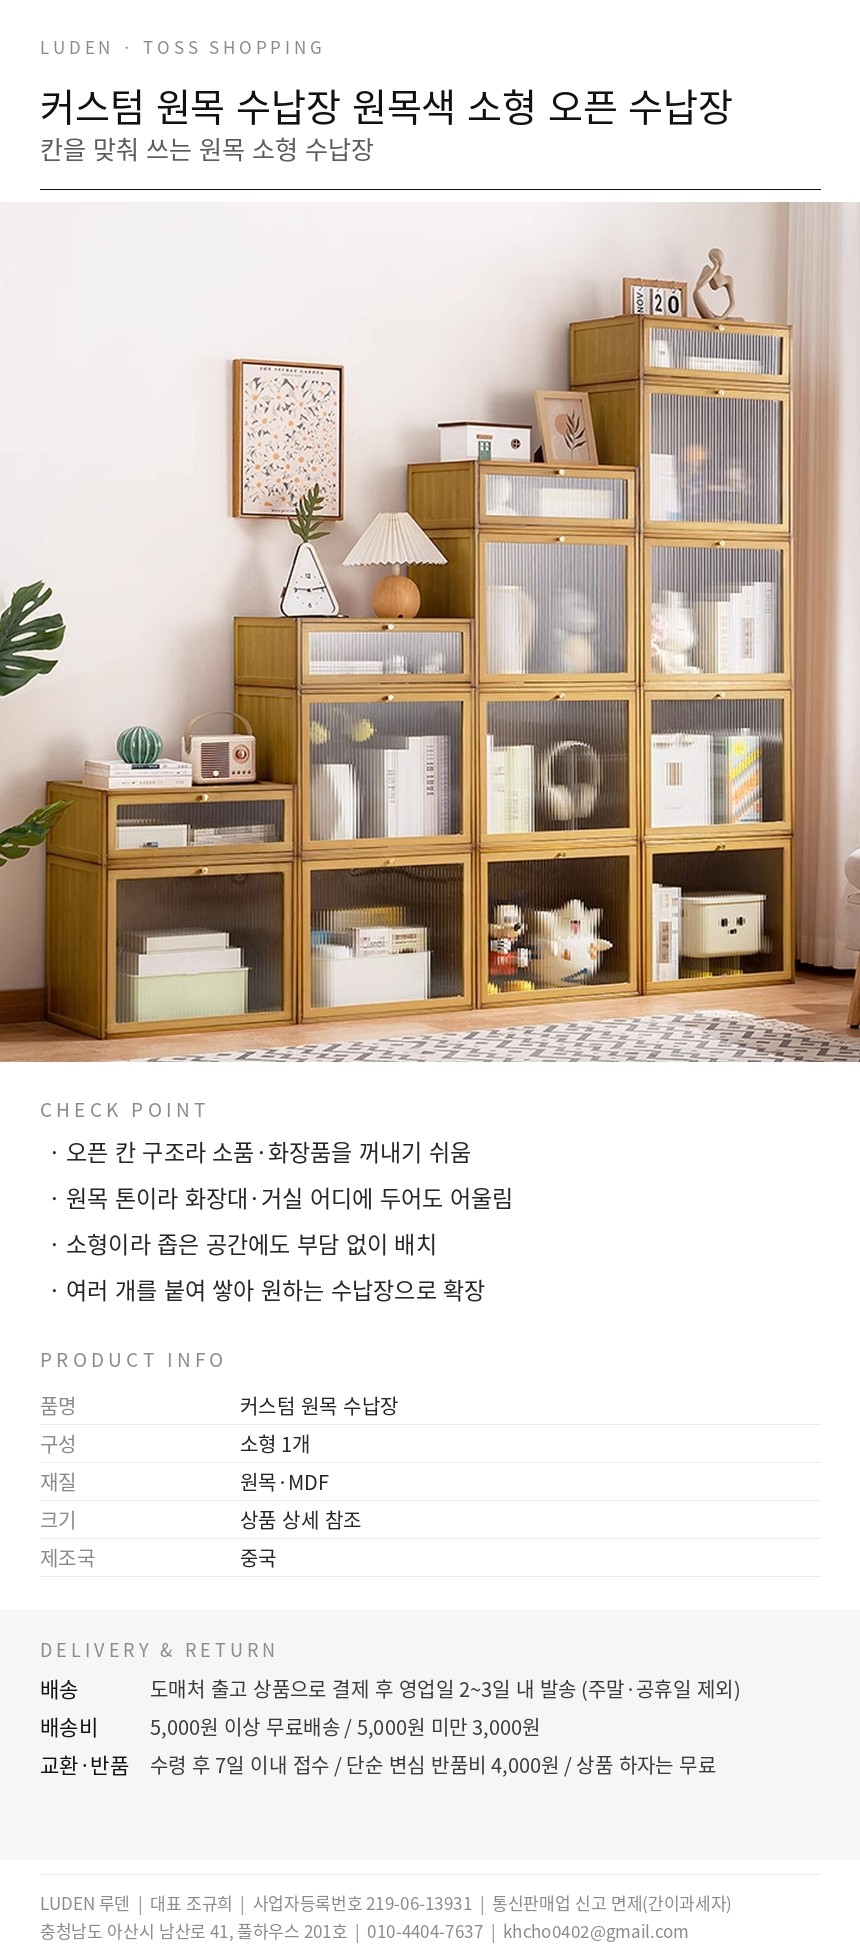 LUDEN · TOSS SHOPPING
커스텀 원목 수납장 원목색 소형 오픈 수납장
칸을 맞춰 쓰는 원목 소형 수납장
THE SECRET GARDEN
NOV 2 0
CHECK POINT
· 오픈 칸 구조라 소품·화장품을 꺼내기 쉬움
· 원목 톤이라 화장대·거실 어디에 두어도 어울림
· 소형이라 좁은 공간에도 부담 없이 배치
· 여러 개를 붙여 쌓아 원하는 수납장으로 확장
PRODUCT INFO
품명 커스텀 원목 수납장
구성 소형 1개
재질 원목·MDF
크기 상품 상세 참조
제조국 중국
DELIVERY & RETURN
배송 도매처 출고 상품으로 결제 후 영업일 2~3일 내 발송 (주말·공휴일 제외)
배송비 5,000원 이상 무료배송 / 5,000원 미만 3,000원
교환·반품 수령 후 7일 이내 접수 / 단순 변심 반품비 4,000원 / 상품 하자는 무료
LUDEN 루덴 | 대표 조규희 | 사업자등록번호 219-06-13931 | 통신판매업 신고 면제(간이과세자)
충청남도 아산시 남산로 41, 풀하우스 201호 | 010-4404-7637 | khcho0402@gmail.com